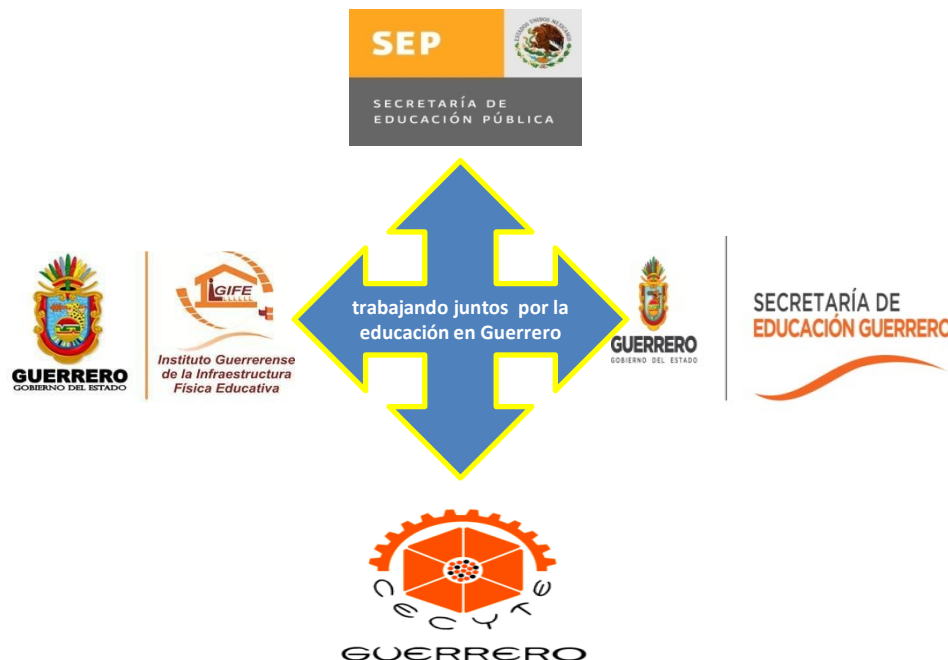 SEP
SECRETARÍA DE
EDUCACIÓN PÚBLICA
trabajando juntos por la
educación en Guerrero
GUERRERO
GOBIERNO DEL ESTADO
IGIFE
Instituto Guerrerense
de la Infraestructura
Física Educativa
GUERRERO
GOBIERNO DEL ESTADO
SECRETARÍA DE
EDUCACIÓN GUERRERO
CECYTE
GUERRERO